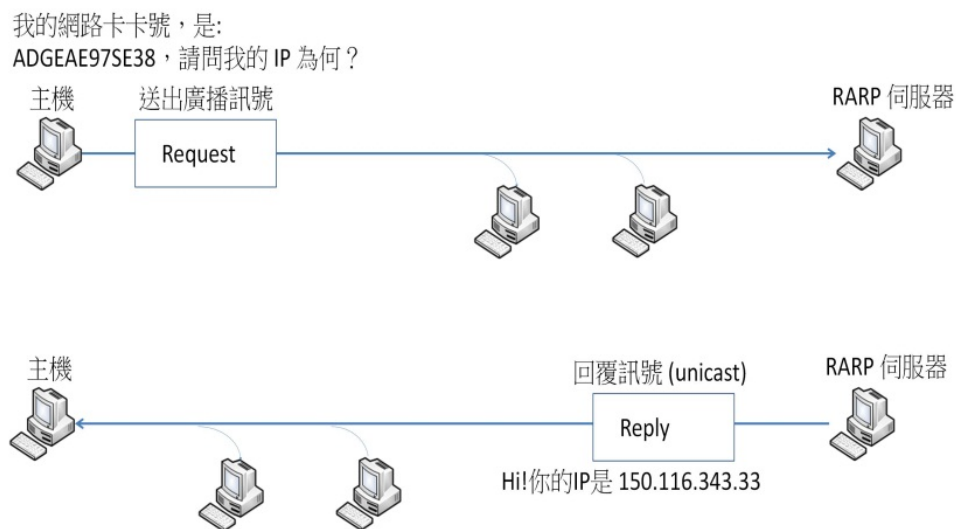 我的網路卡卡號，是:
ADGEAE97SE38，請問我的 IP 為何？
主機
送出廣播訊號
RARP 伺服器
Request
主機
回覆訊號 (unicast)
RARP 伺服器
Reply
Hi!你的IP是 150.116.343.33